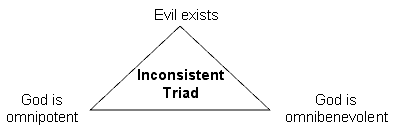 Evil exists
Inconsistent
Triad
God is
omnipotent
God is
omnibenevolent